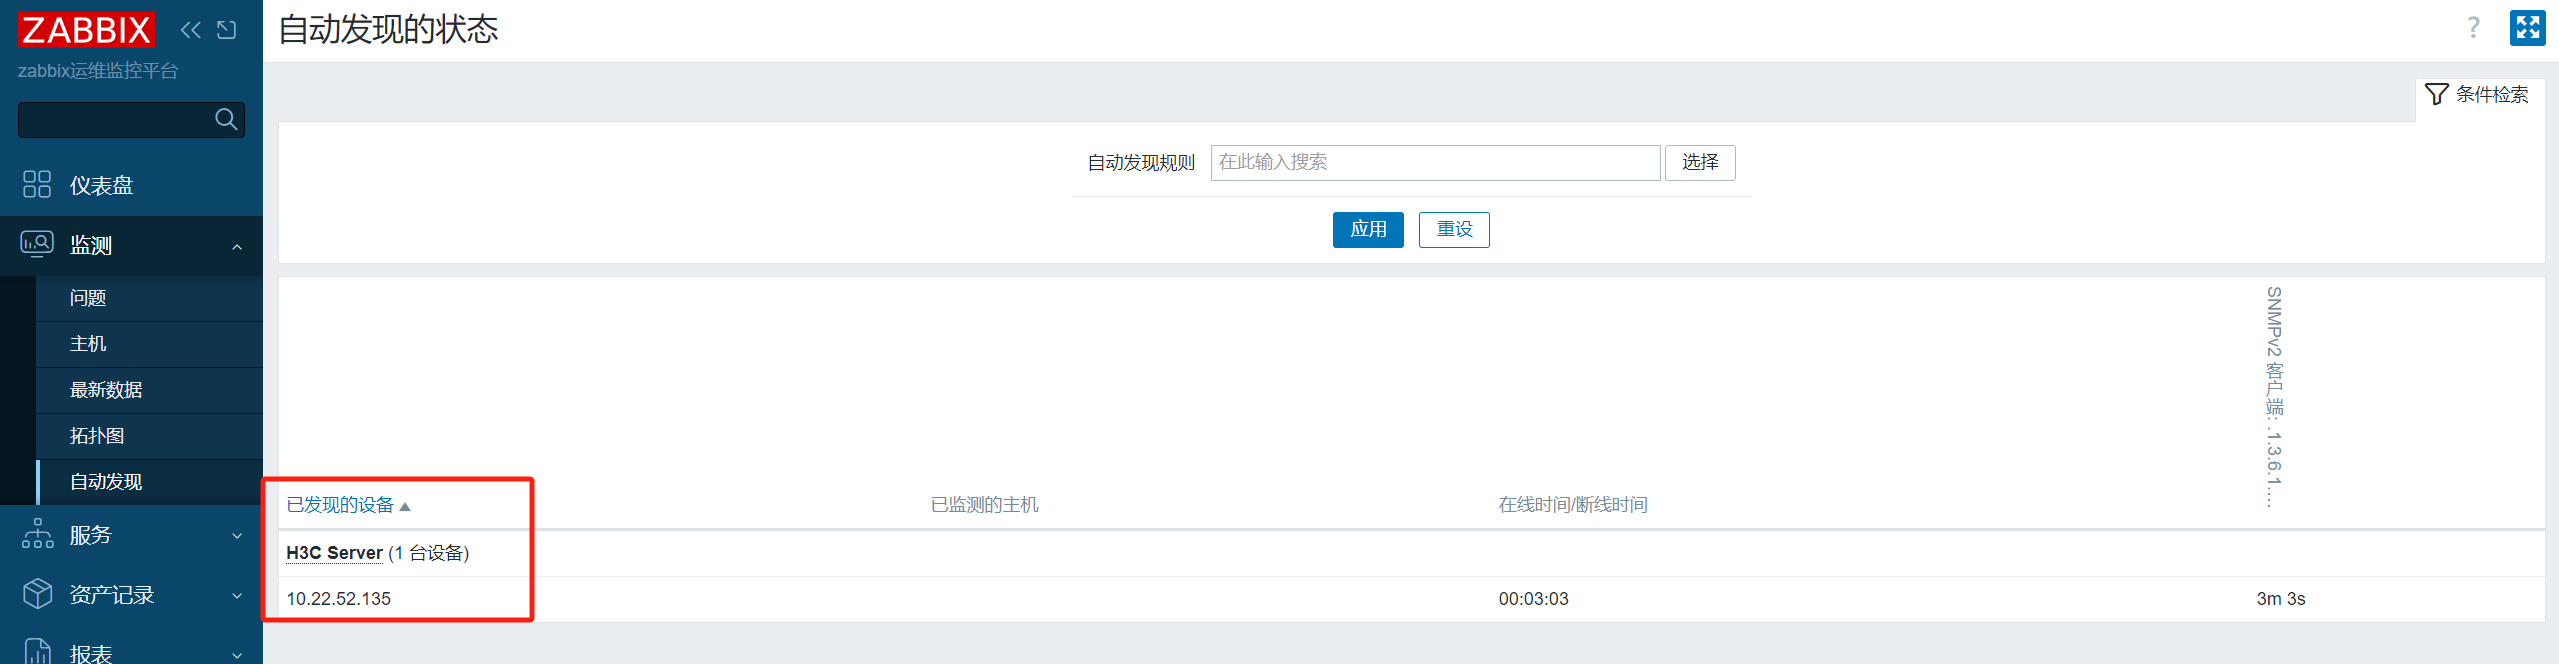 ZABBIX
zabbix运维监控平台
仪表盘
监测
问题
主机
最新数据
拓扑图
自动发现
服务
资产记录
报表
自动发现的状态
?
条件检索
自动发现规则 在此输入搜索 选择
应用 重设
已发现的设备 已监测的主机 在线时间/断线时间 SNMPv2 客户端: .1.3.6.1....
H3C Server (1 台设备)
10.22.52.135 00:03:03 3m 3s